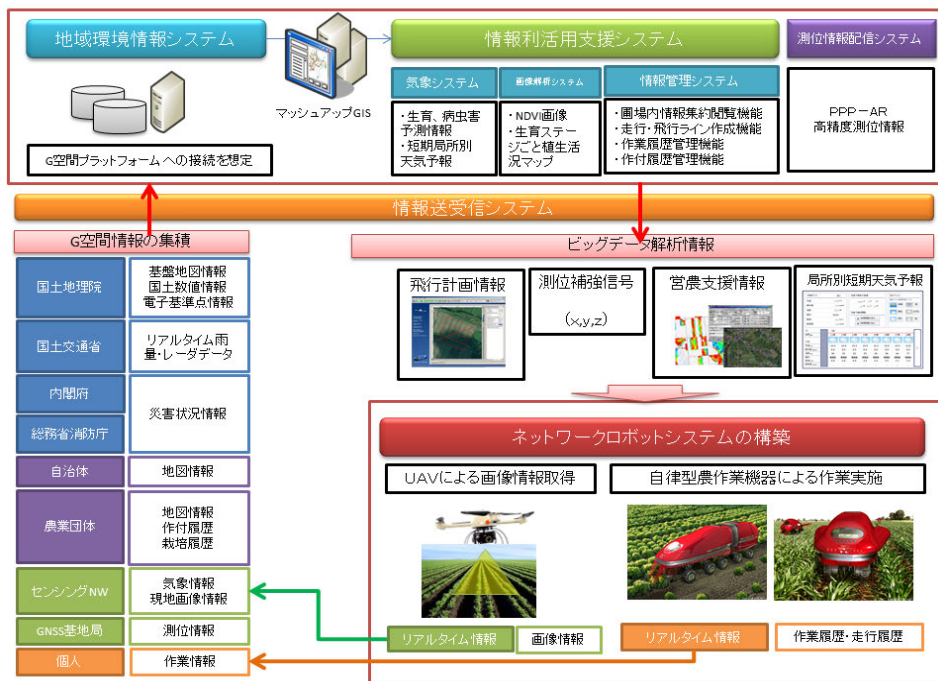 地域環境情報システム
情報利活用支援システム
測位情報配信システム
マッシュアップGIS
G空間プラットフォームへの接続を想定
気象システム
・生育、病虫害
予測情報
・短期局所別
天気予報
画像解析システム
・NDVI画像
・生育ステー
ジごと植生活
況マップ
情報管理システム
・圃場内情報集約閲覧機能
・走行・飛行ライン作成機能
・作業履歴管理機能
・作付履歴管理機能
PPP-AR
高精度測位情報
情報送受信システム
G空間情報の集積
国土地理院
基盤地図情報
国土数値情報
電子基準点情報
国土交通省
リアルタイム雨
量・レーダデータ
内閣府
総務省消防庁
災害状況情報
自治体
地図情報
農業団体
地図情報
作付履歴
栽培履歴
センシングNW
気象情報
現地画像情報
GNSS基地局
測位情報
個人
作業情報
ビッグデータ解析情報
飛行計画情報
測位補強信号
(x,y,z)
営農支援情報
局所別短期天気予報
ネットワークロボットシステムの構築
UAVによる画像情報取得
自律型農作業機器による作業実施
リアルタイム情報
画像情報
リアルタイム情報
作業履歴・走行履歴